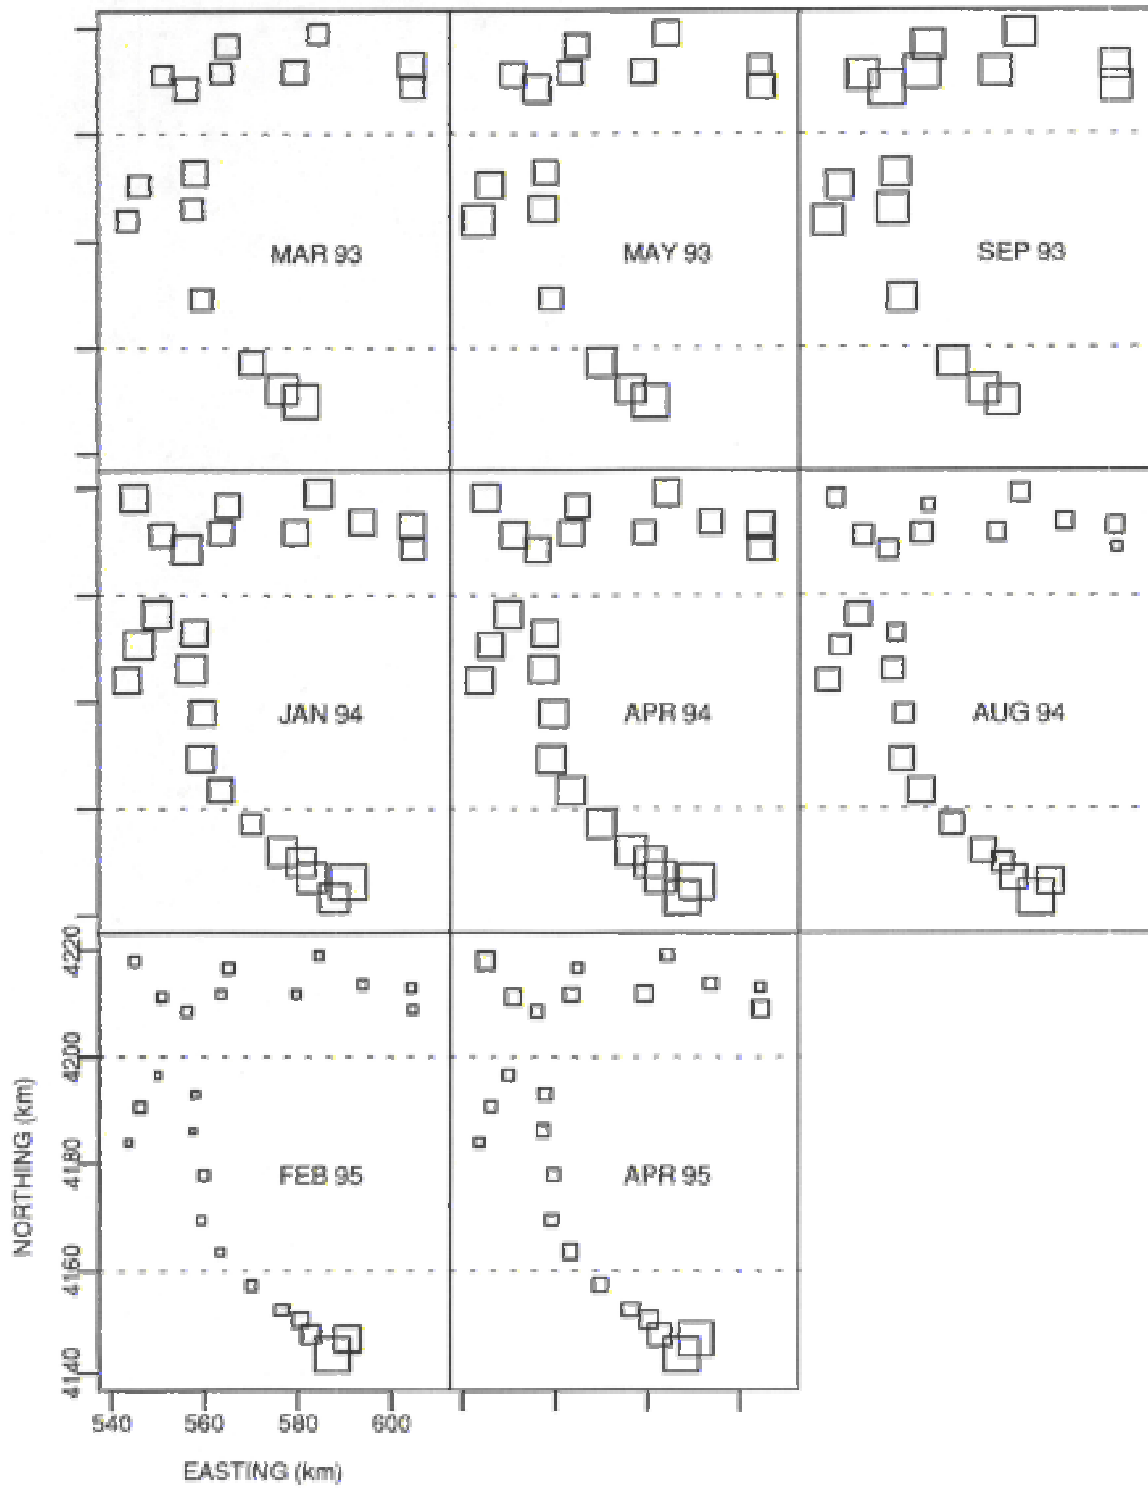 MAR 93
MAY 93
SEP 93
JAN 94
APR 94
AUG 94
FEB 95
APR 95
4220
4200
4180
4160
4140
NORTHING (km)
540 560 580 600
EASTING (km)